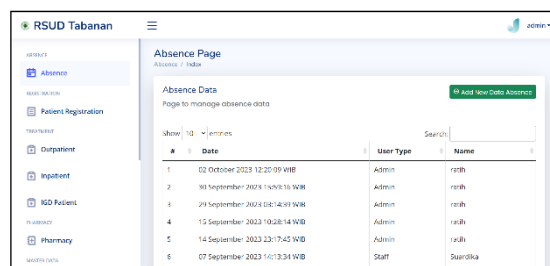 RSUD Tabanan
admin
ABSENCE
Absence
REGISTRATION
Patient Registration
TREATMENT
Outpatient
Inpatient
IGD Patient
PHARMACY
Pharmacy
MASTER DATA
Absence Page
Absence / Index
Absence Data
Add New Data Absence
Page to manage absence data
Show 10 entries
Search:
# Date User Type Name
1 02 October 2023 12:20:09 WIB Admin ratih
2 30 September 2023 15:59:16 WIB Admin ratih
3 29 September 2023 03:14:39 WIB Admin ratih
4 15 September 2023 10:28:14 WIB Admin ratih
5 14 September 2023 23:17:45 WIB Admin ratih
6 07 September 2023 14:13:34 WIB Staff Suardika